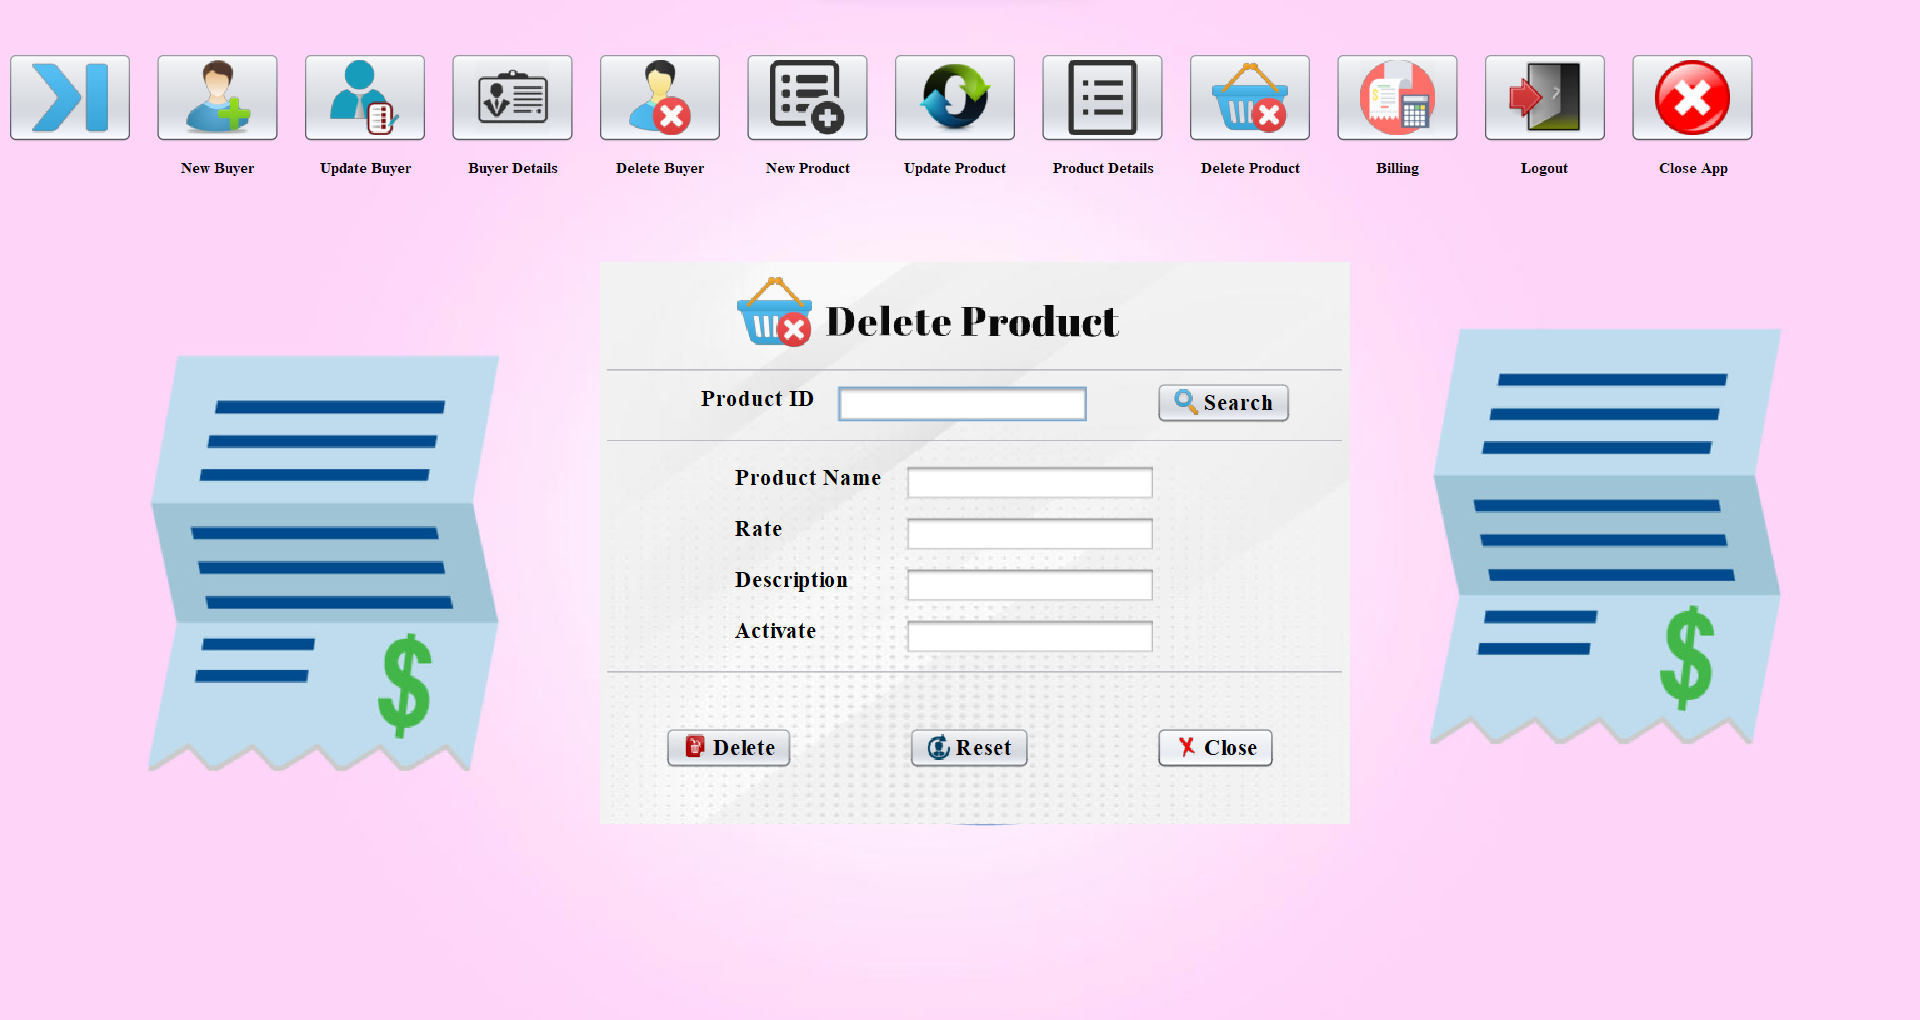 New Buyer
Update Buyer
Buyer Details
Delete Buyer
New Product
Update Product
Product Details
Delete Product
Billing
Logout
Close App
Delete Product
Product ID
Search
Product Name
Rate
Description
Activate
Delete
Reset
Close